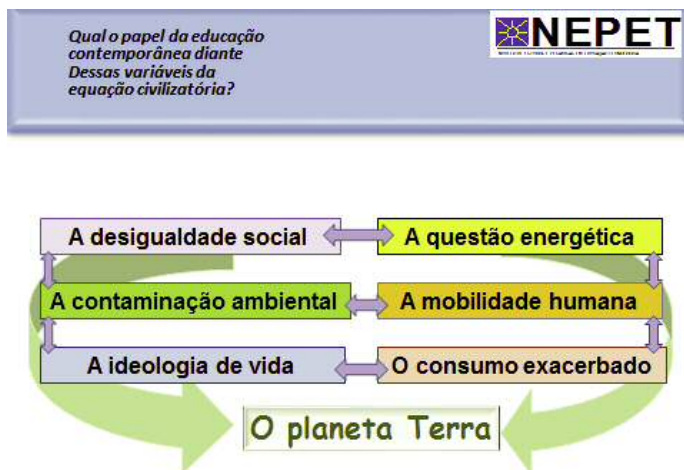 Qual o papel da educação
contemporânea diante
Dessas variáveis da
equação civilizatória?
NEPET
A desigualdade social
A questão energética
A contaminação ambiental
A mobilidade humana
A ideologia de vida
O consumo exacerbado
O planeta Terra